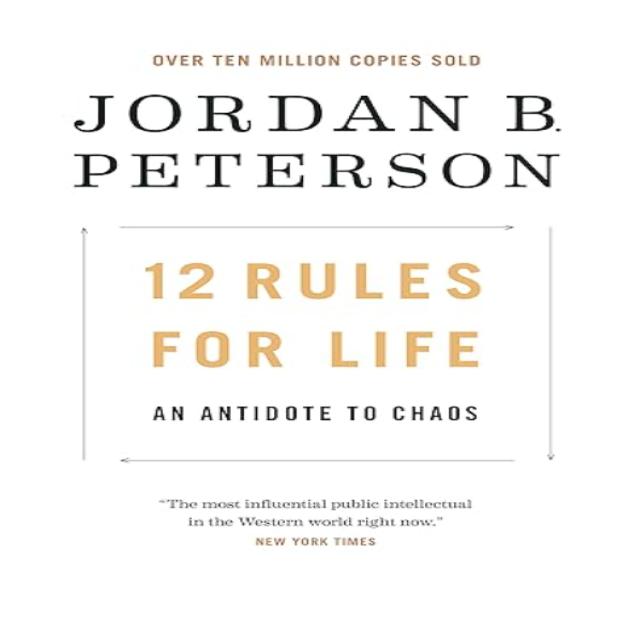 OVER TEN MILLION COPIES SOLD
JORDAN B.
PETERSON
12 RULES
FOR LIFE
AN ANTIDOTE TO CHAOS
“The most influential public intellectual
in the Western world right now.”
NEW YORK TIMES